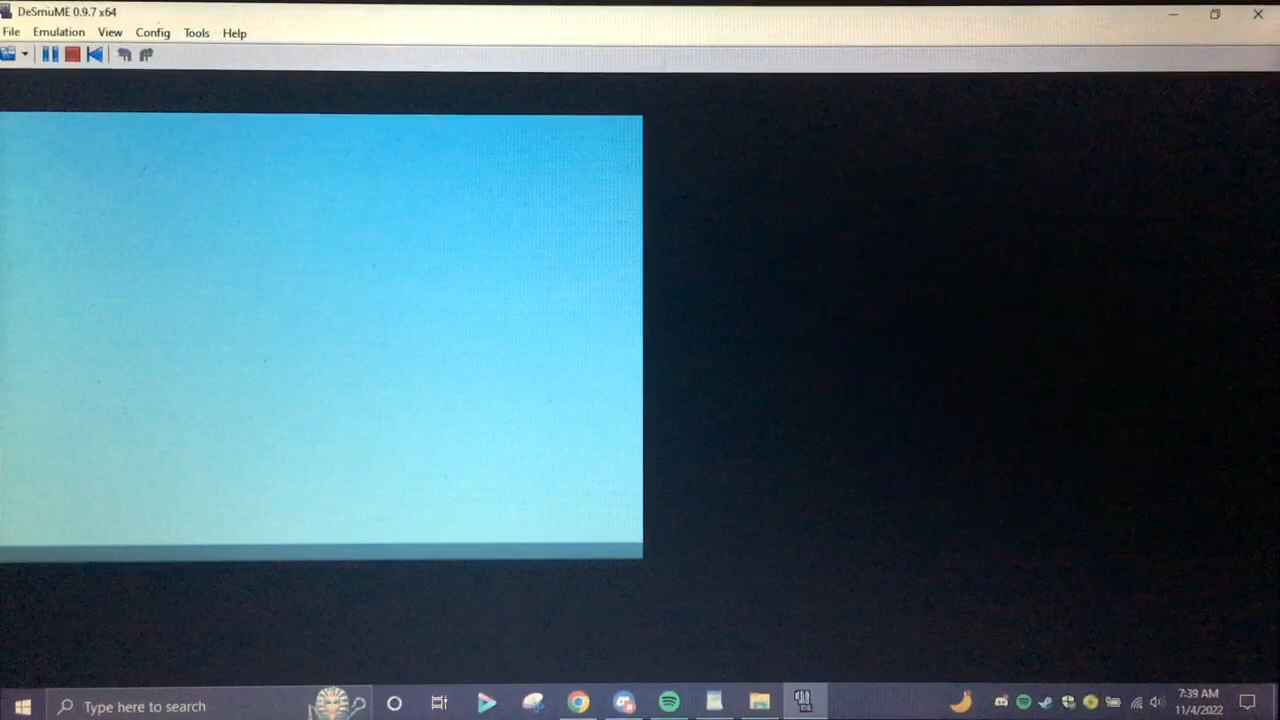 DeSmuME 0.9.7 x64
File Emulation View Config Tools Help
Type here to search
7:39 AM
11/4/2022